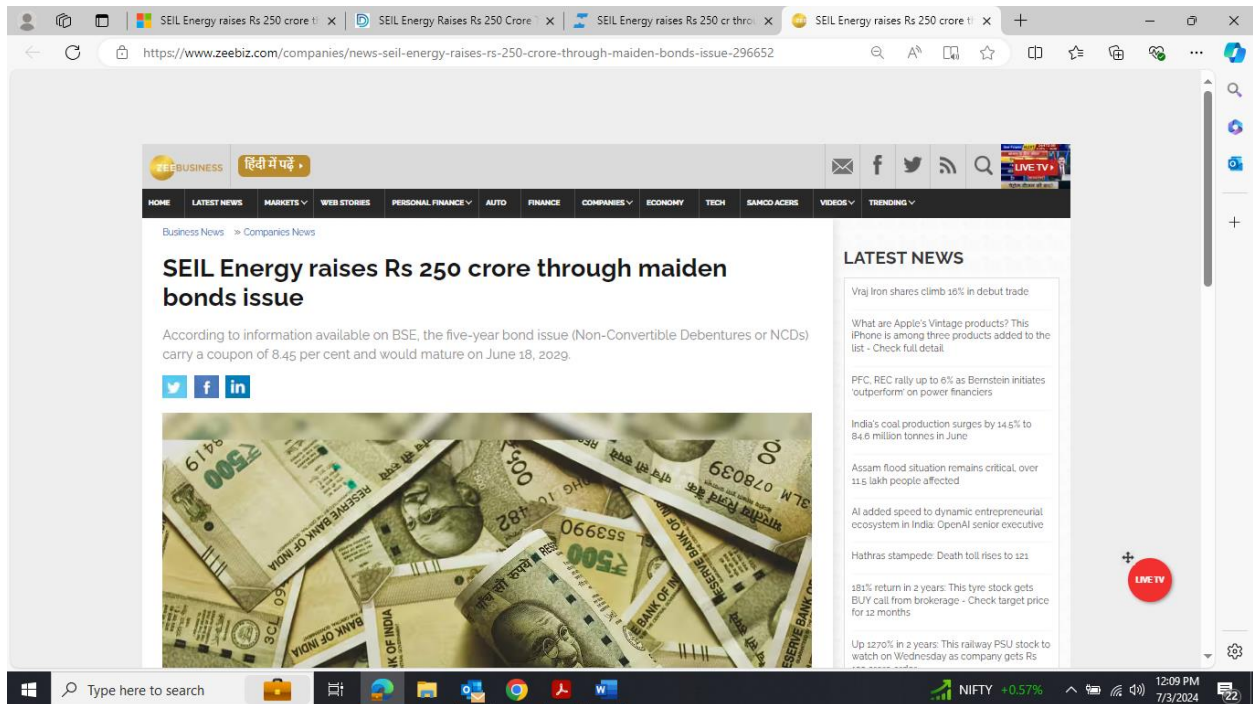 SEIL Energy raises Rs 250 crore t
SEIL Energy Raises Rs 250 Crore
SEIL Energy raises Rs 250 cr thro
SEIL Energy raises Rs 250 crore t
https://www.zeebiz.com/companies/news-seil-energy-raises-rs-250-crore-through-maiden-bonds-issue-296652
ZEEBUSINESS
हिंदी में पढ़ें
LIVE TV
HOME LATEST NEWS MARKETS WEB STORIES PERSONAL FINANCE AUTO FINANCE COMPANIES ECONOMY TECH SAMCO ACERS VIDEOS TRENDING
Business News » Companies News
SEIL Energy raises Rs 250 crore through maiden
bonds issue
According to information available on BSE, the five-year bond issue (Non-Convertible Debentures or NCDs)
carry a coupon of 8.45 per cent and would mature on June 18, 2029.
LATEST NEWS
Vraj Iron shares climb 16% in debut trade
What are Apple's Vintage products? This
iPhone is among three products added to the
list - Check full detail
PFC, REC rally up to 6% as Bernstein initiates
'outperform' on power financiers
India's coal production surges by 14.5% to
84.6 million tonnes in June
Assam flood situation remains critical, over
11.5 lakh people affected
AI added speed to dynamic entrepreneurial
ecosystem in India: OpenAI senior executive
Hathras stampede: Death toll rises to 121
181% return in 2 years: This tyre stock gets
BUY call from brokerage - Check target price
for 12 months
Up 1270% in 2 years: This railway PSU stock to
watch on Wednesday as company gets Rs
LIVE TV
RESERVE BANK OF INDIA
BANK OF INDIA
₹500
Type here to search
NIFTY +0.57%
12:09 PM
7/3/2024
22